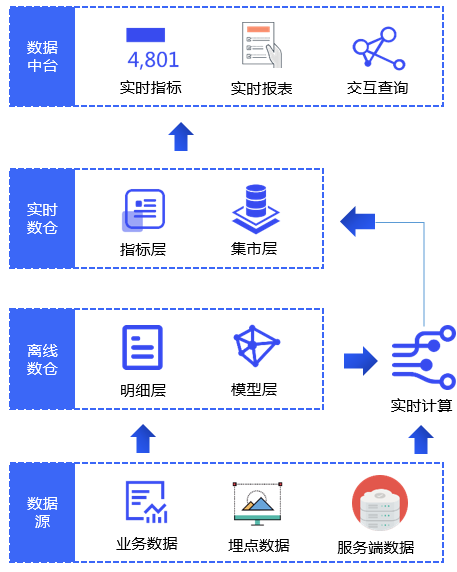 数据
中台
4,801
实时指标
实时报表
交互查询
实时
数仓
指标层
集市层
离线
数仓
明细层
模型层
实时计算
数据
源
业务数据
埋点数据
服务端数据